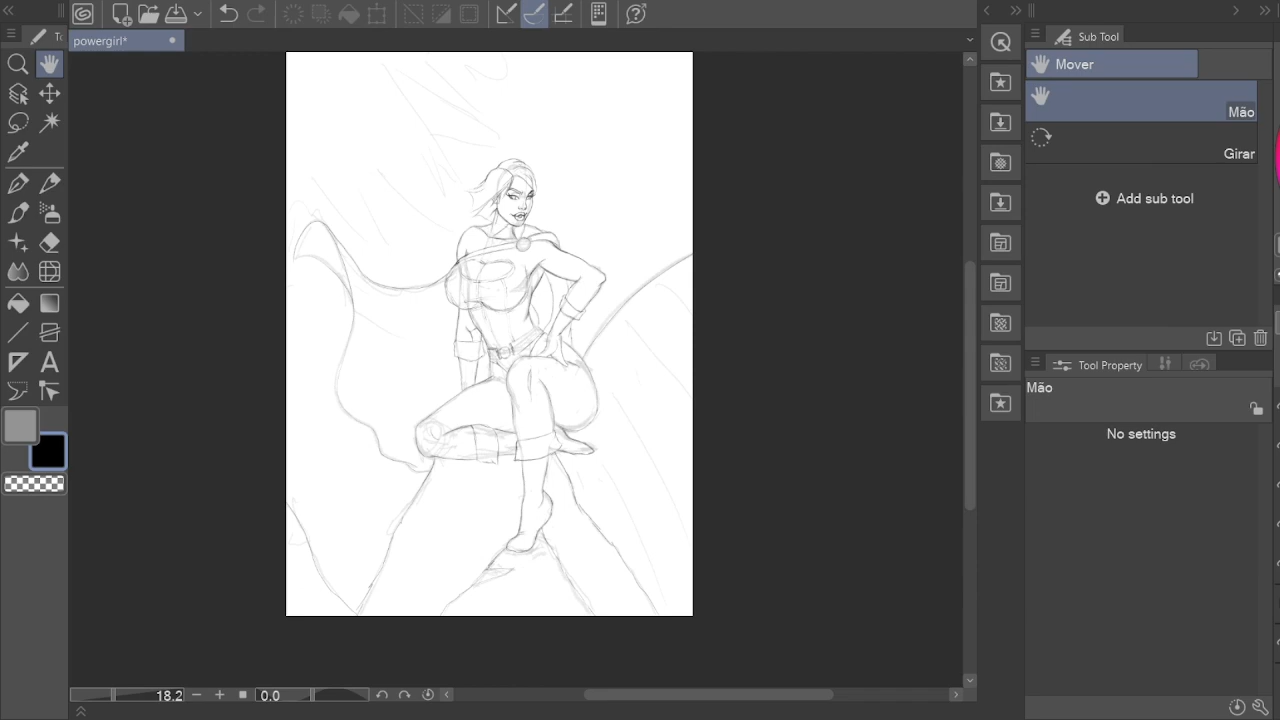 powergirl*
Sub Tool
Mover
Mão
Girar
Add sub tool
Tool Property
Mão
No settings
18.2
0.0